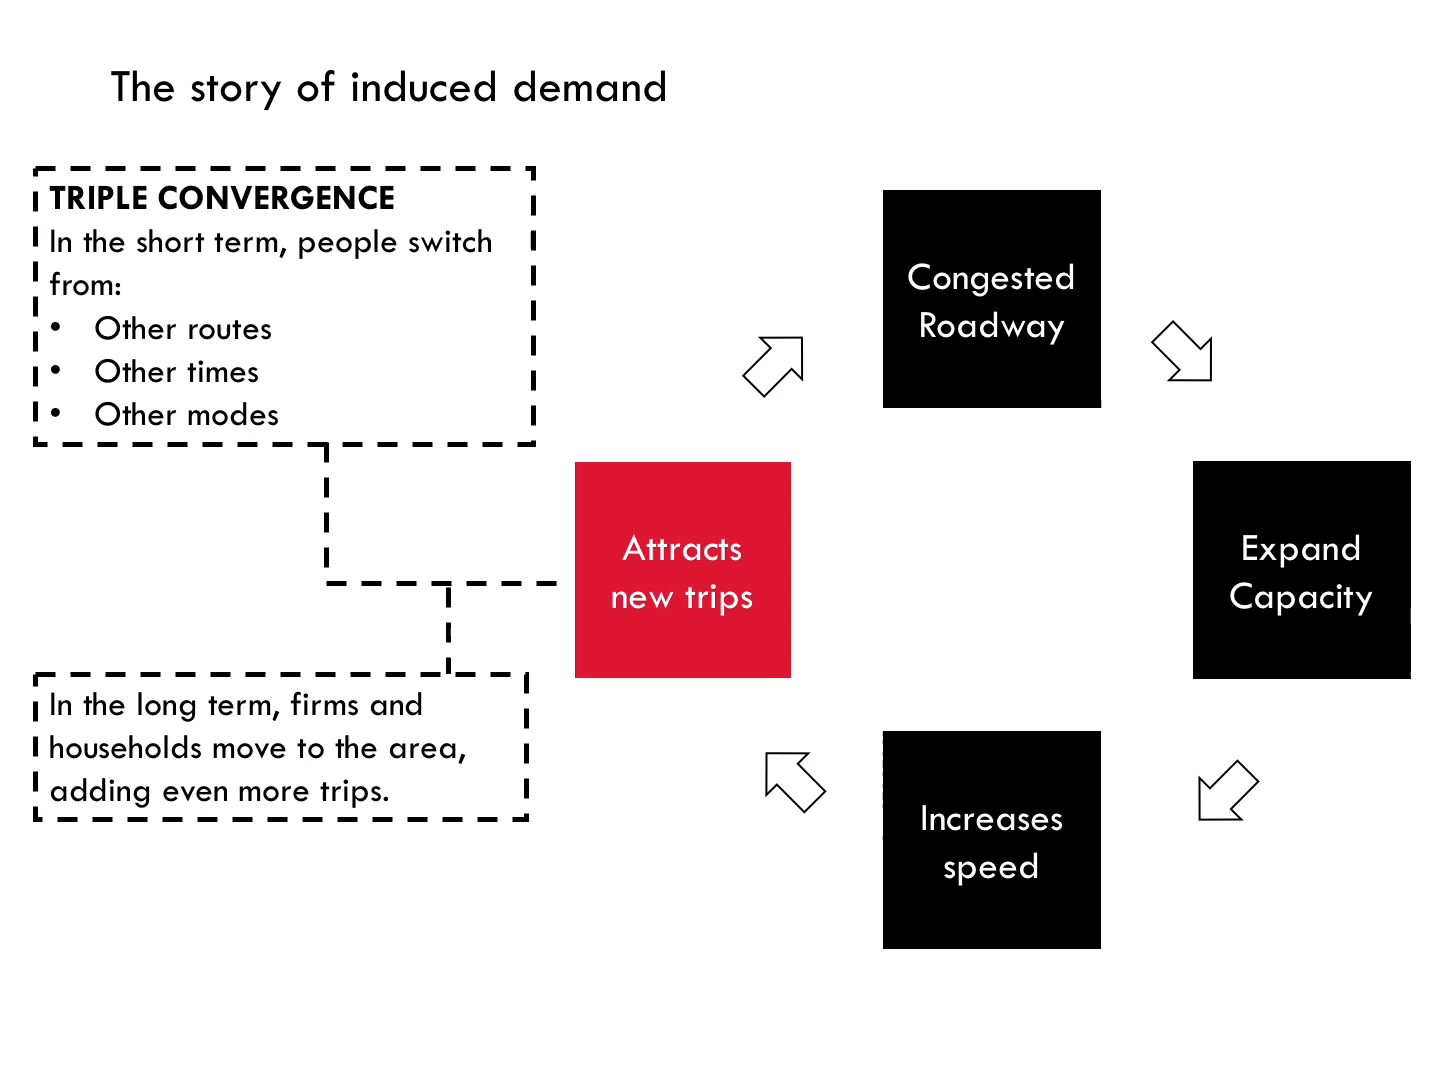 The story of induced demand
TRIPLE CONVERGENCE
In the short term, people switch
from:
• Other routes
• Other times
• Other modes
Congested
Roadway
Attracts
new trips
Expand
Capacity
In the long term, firms and
households move to the area,
adding even more trips.
Increases
speed